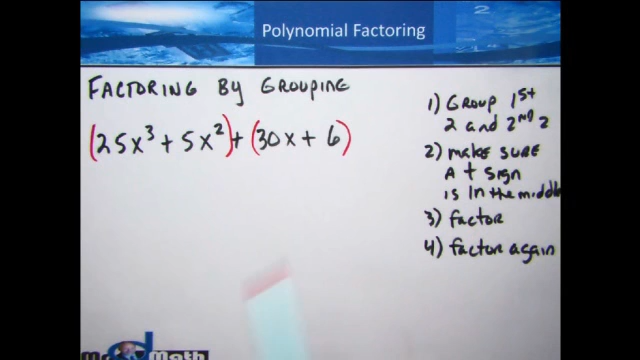 Polynomial Factoring
FACTORING BY GROUPING
(25x³ + 5x²) + (30x + 6)
1) GROUP 1ST
2 and 2ND 2
2) MAKE SURE
A + sign
is in the middle
3) factor
4) factor again
Math